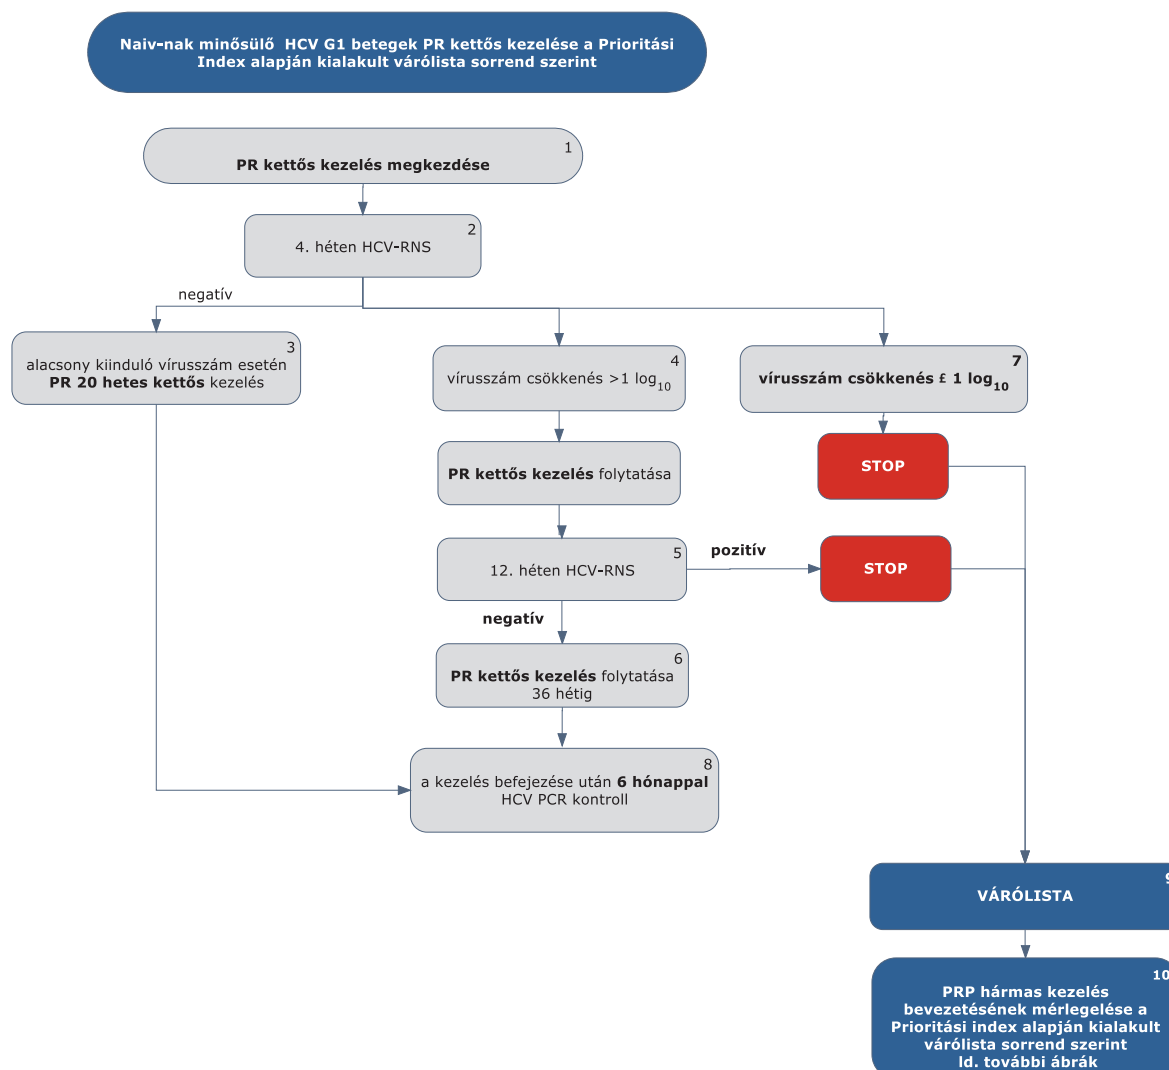 Naiv-nak minősülő HCV G1 betegek PR kettős kezelése a Prioritási
Index alapján kialakult várólista sorrend szerint
1
PR kettős kezelés megkezdése
2
4. héten HCV-RNS
negatív
3
alacsony kiinduló vírusszám esetén
PR 20 hetes kettős kezelés
4
vírusszám csökkenés >1 log10
7
vírusszám csökkenés £ 1 log10
STOP
PR kettős kezelés folytatása
5
12. héten HCV-RNS
pozitív
STOP
negatív
6
PR kettős kezelés folytatása
36 hétig
8
a kezelés befejezése után 6 hónappal
HCV PCR kontroll
9
VÁRÓLISTA
10
PRP hármas kezelés
bevezetésének mérlegelése a
Prioritási index alapján kialakult
várólista sorrend szerint
ld. további ábrák